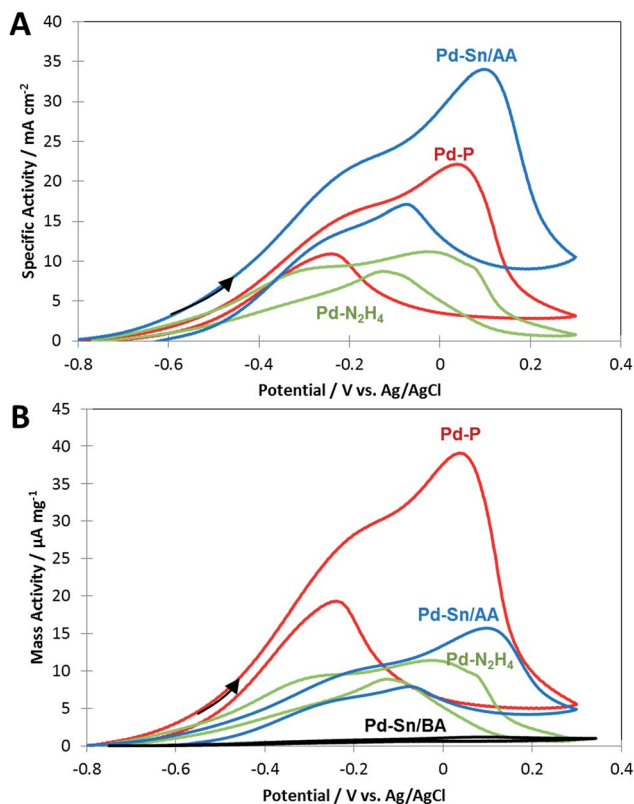 A
40
35
30
25
20
15
10
5
0
Specific Activity / mA cm⁻²
Pd-Sn/AA
Pd-P
Pd-N₂H₄
-0.8 -0.6 -0.4 -0.2 0 0.2 0.4
Potential / V vs. Ag/AgCl
B
45
40
35
30
25
20
15
10
5
0
Mass Activity / µA mg⁻¹
Pd-P
Pd-Sn/AA
Pd-N₂H₄
Pd-Sn/BA
-0.8 -0.6 -0.4 -0.2 0 0.2 0.4
Potential / V vs. Ag/AgCl